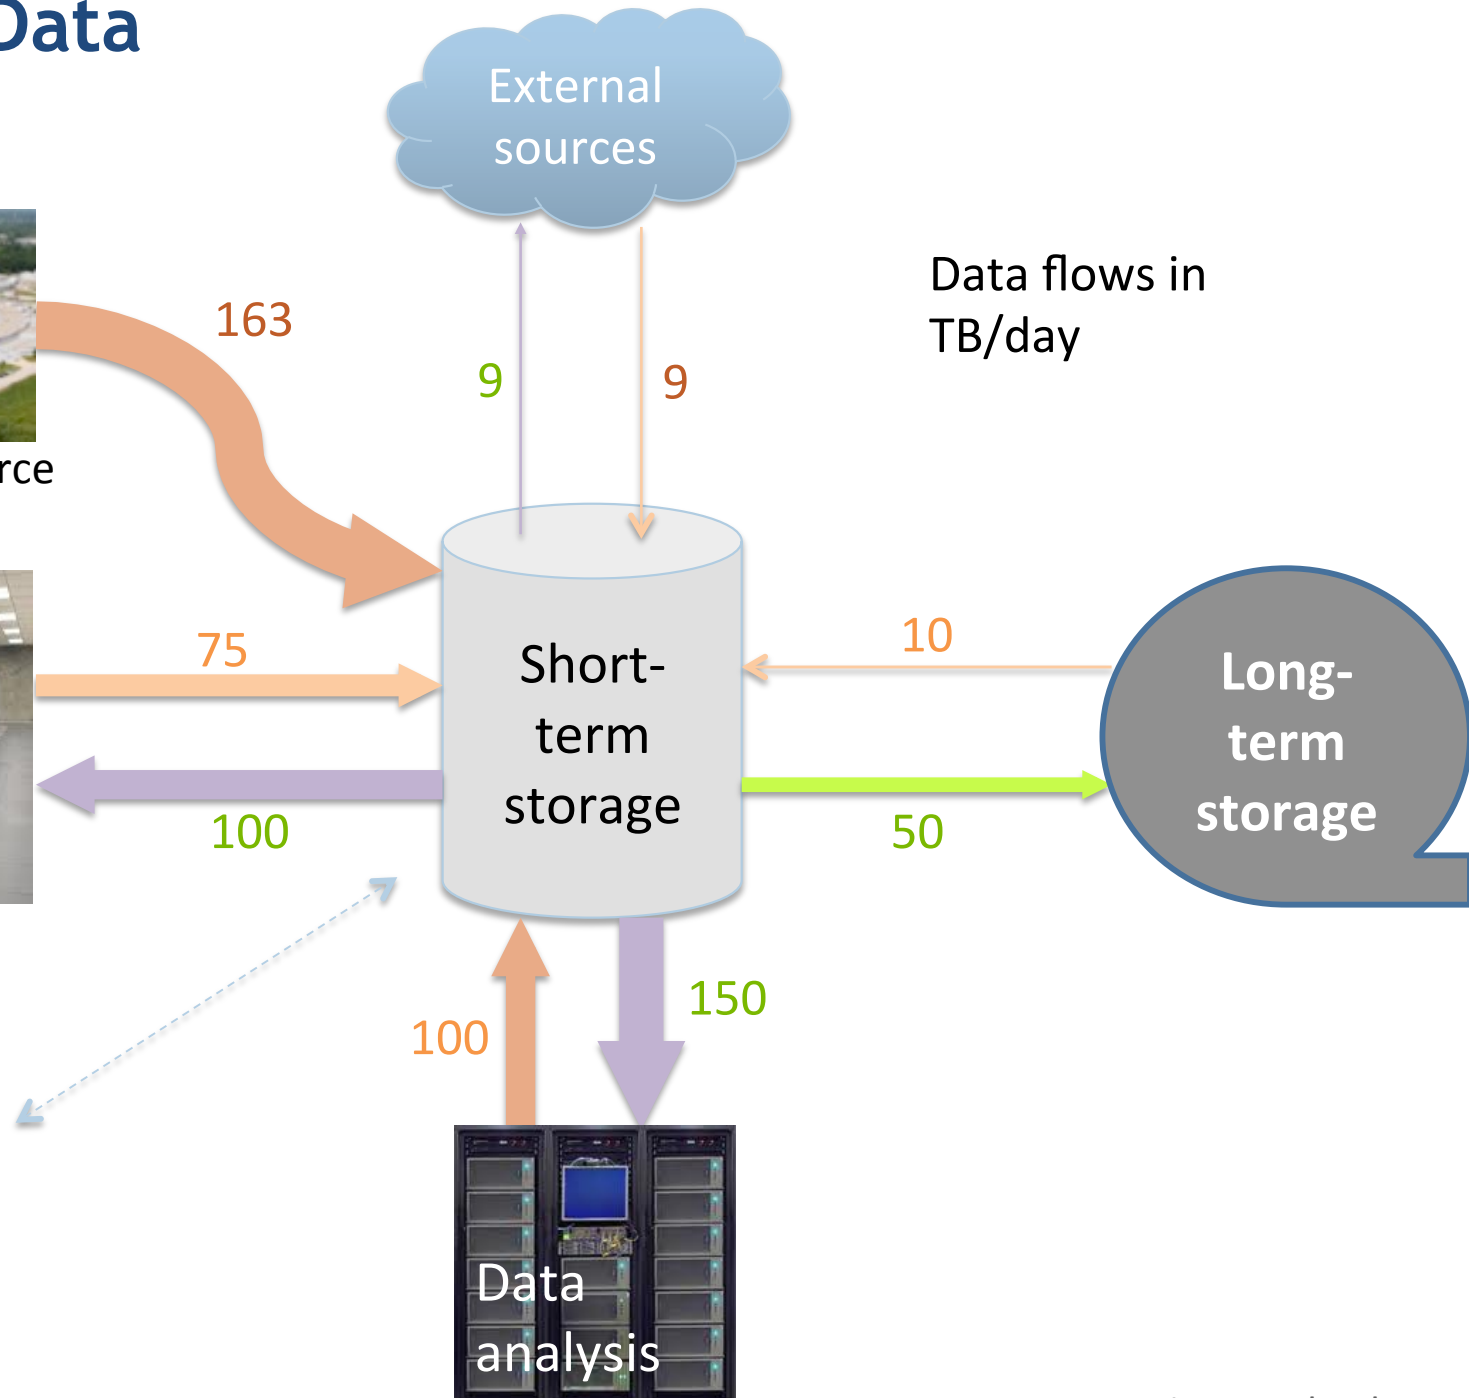 Data
External
sources
163
Data flows in
TB/day
9
9
rce
75
10
Short-
term
storage
Long-
term
storage
100
50
100
150
Data
analysis